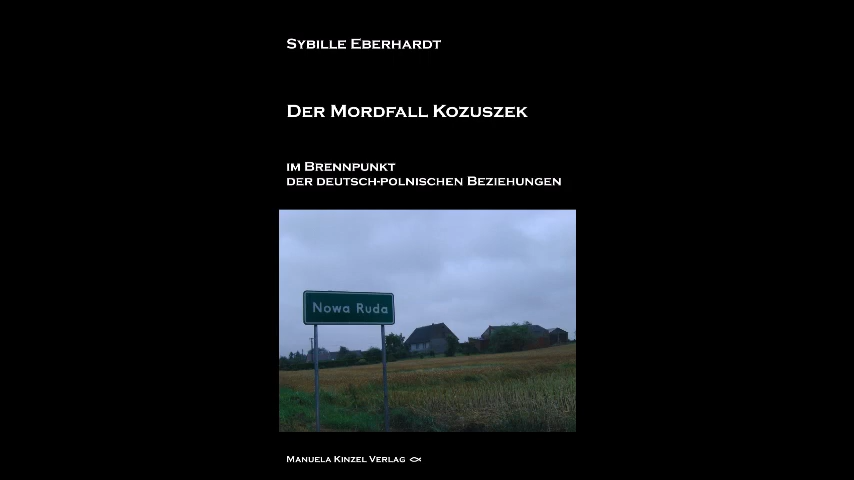 Sybille Eberhardt
Der Mordfall Kozuszek
im Brennpunkt
der deutsch-polnischen Beziehungen
Nowa Ruda
Manuela Kinzel Verlag